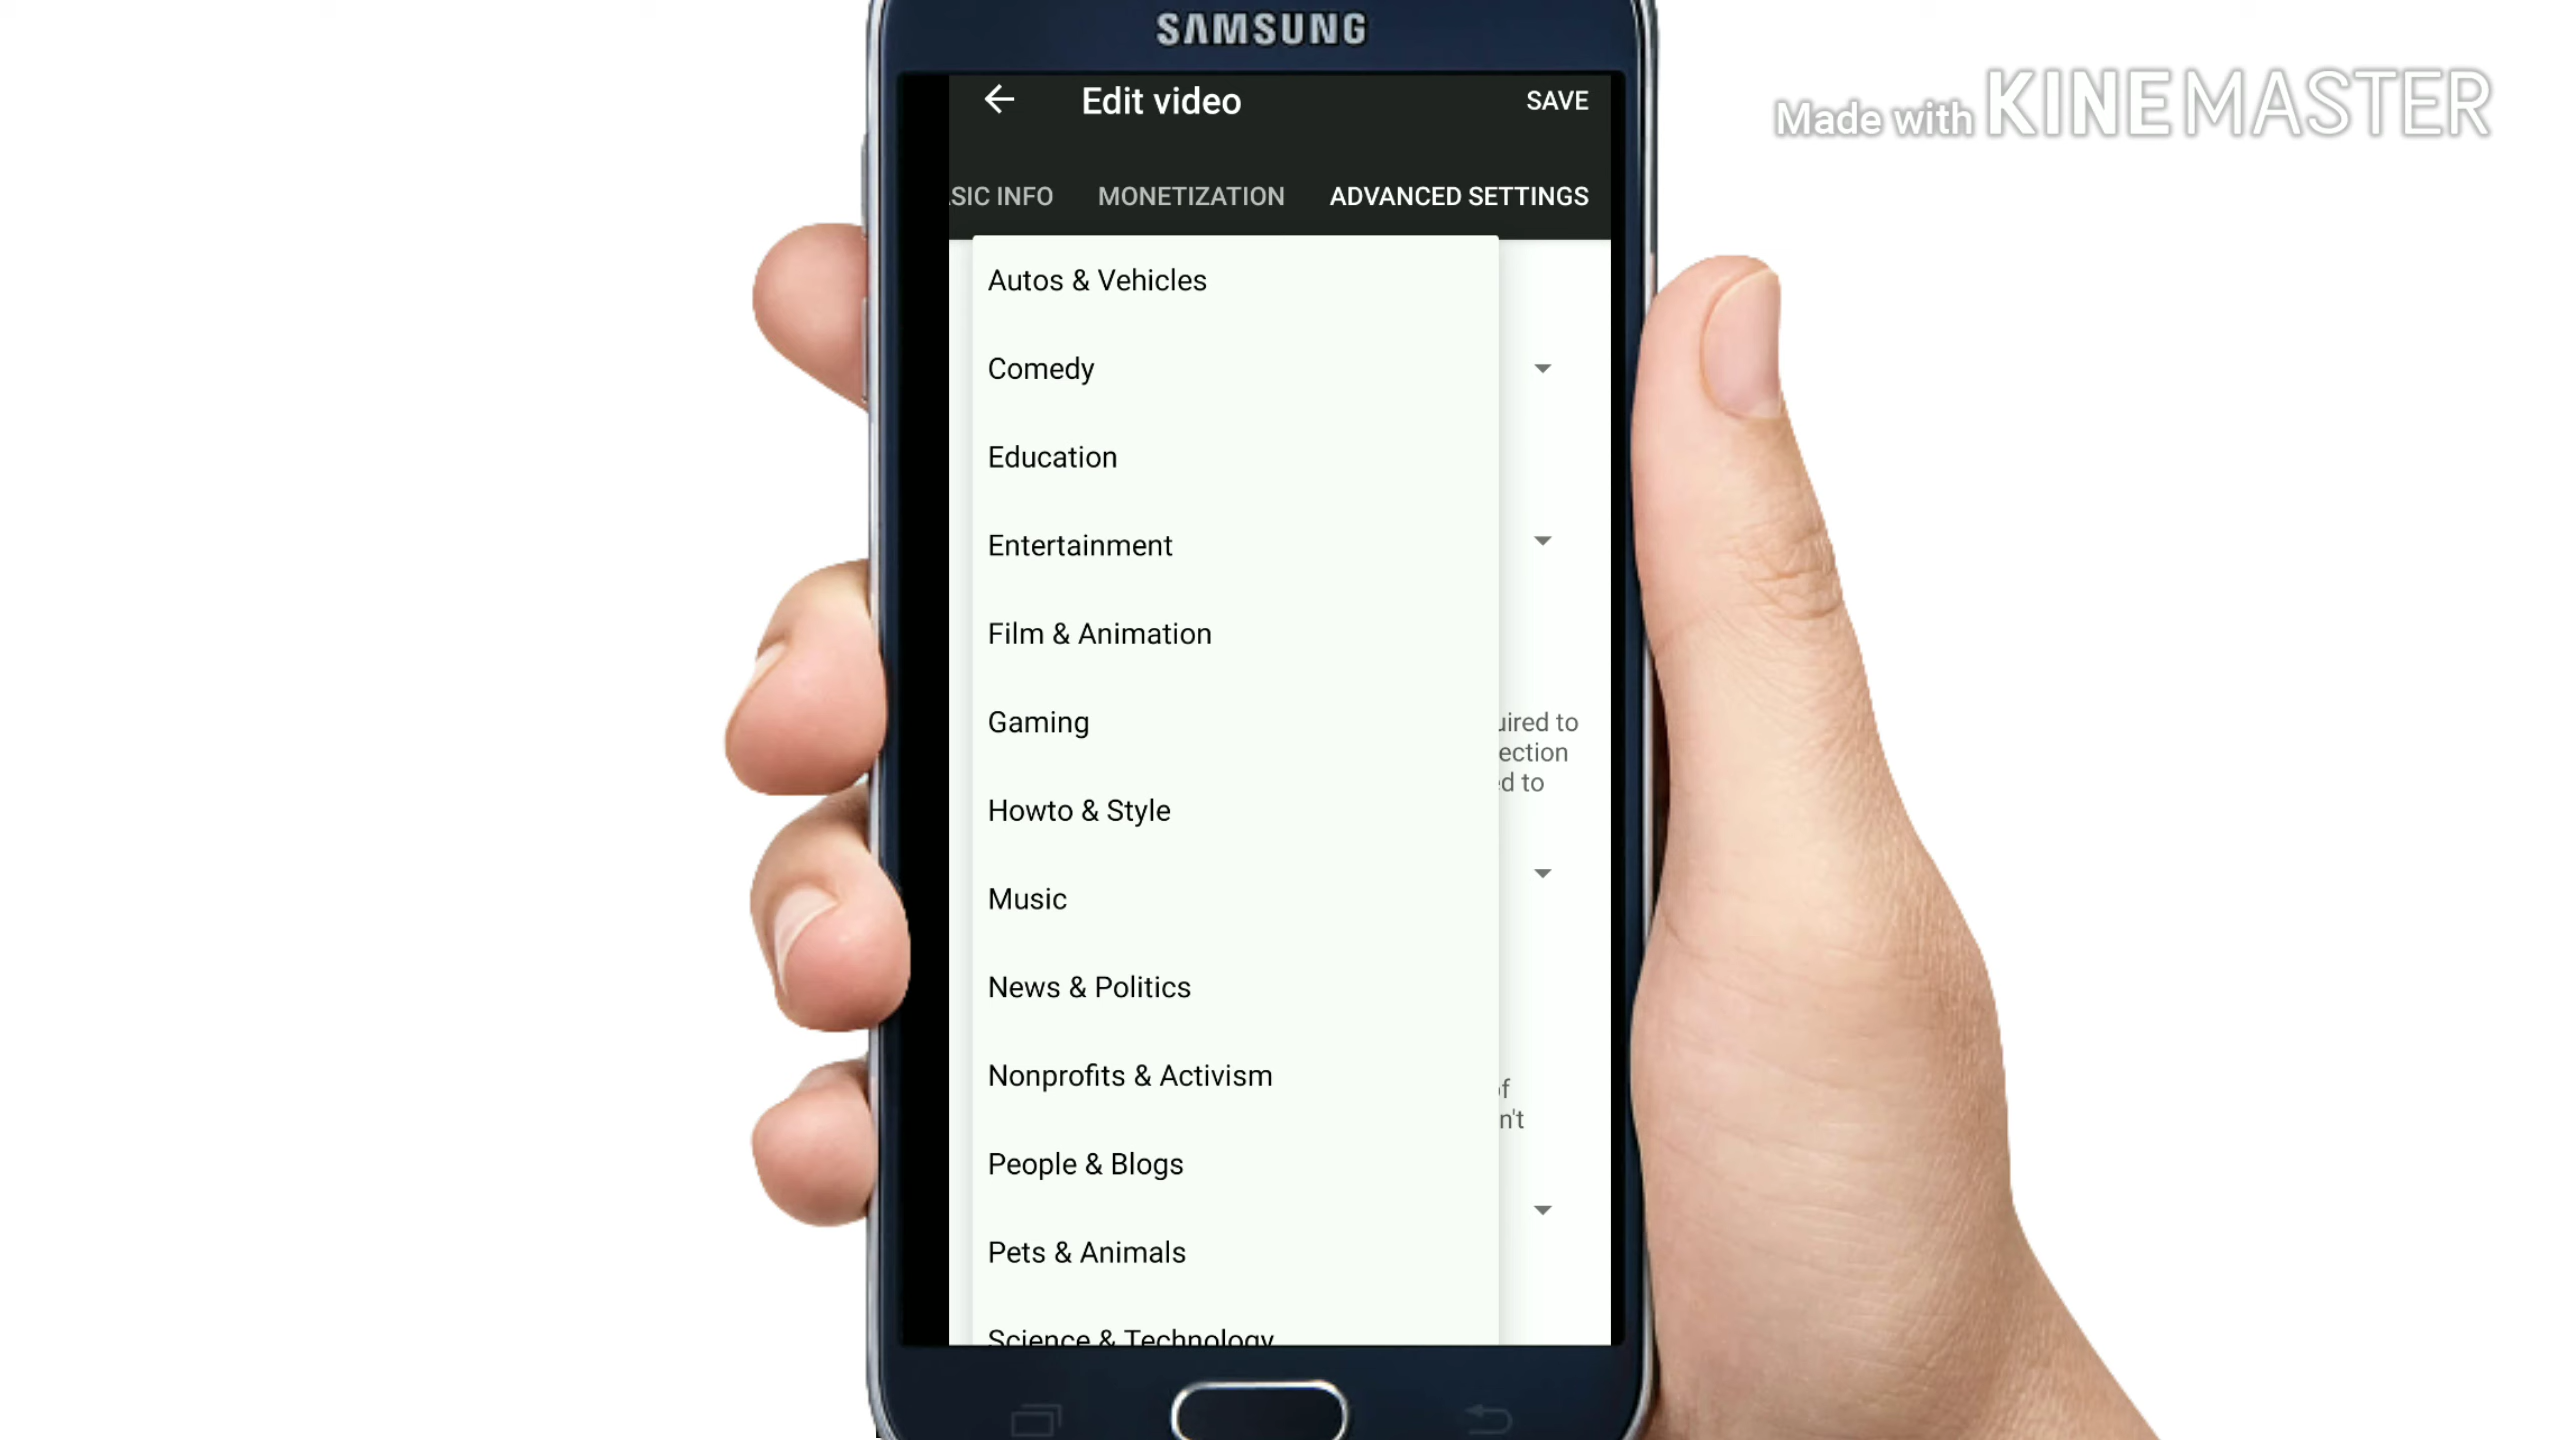 SAMSUNG
Made with KINEMASTER
Edit video
SAVE
SIC INFO
MONETIZATION
ADVANCED SETTINGS
Autos & Vehicles
Comedy
Education
Entertainment
Film & Animation
Gaming
uired to
ection
d to
Howto & Style
Music
News & Politics
Nonprofits & Activism
of
n't
People & Blogs
Pets & Animals
Science & Technology